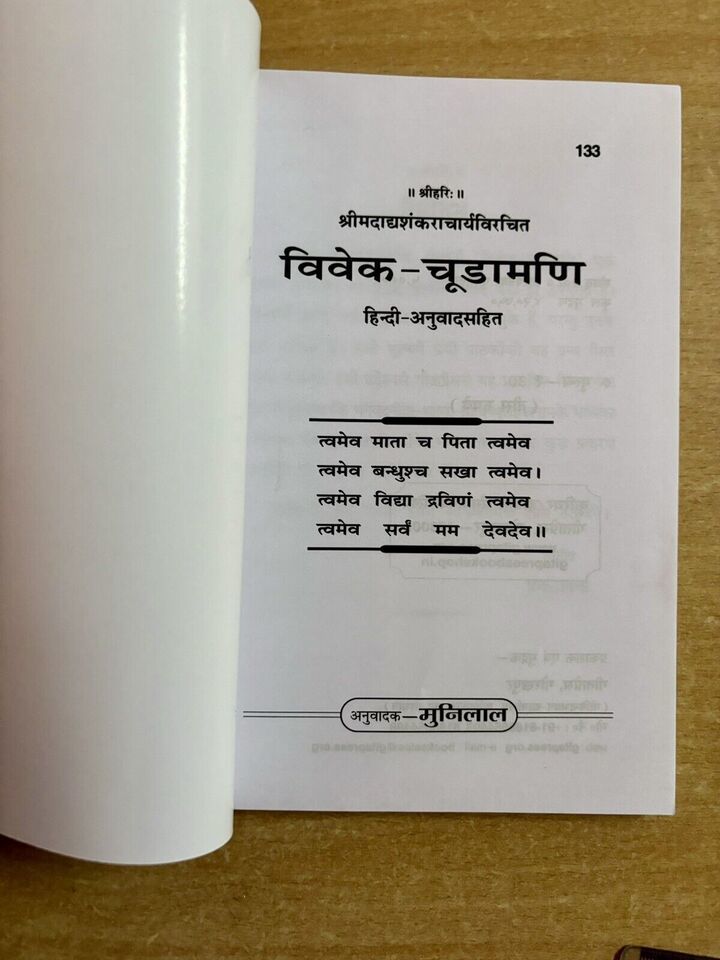 133
॥ श्रीहरिः ॥
श्रीमदाद्यशंकराचार्यविरचित
विवेक-चूडामणि
हिन्दी-अनुवादसहित
त्वमेव माता च पिता त्वमेव
त्वमेव बन्धुश्च सखा त्वमेव।
त्वमेव विद्या द्रविणं त्वमेव
त्वमेव सर्वं मम देवदेव॥
अनुवादक—मुनिलाल